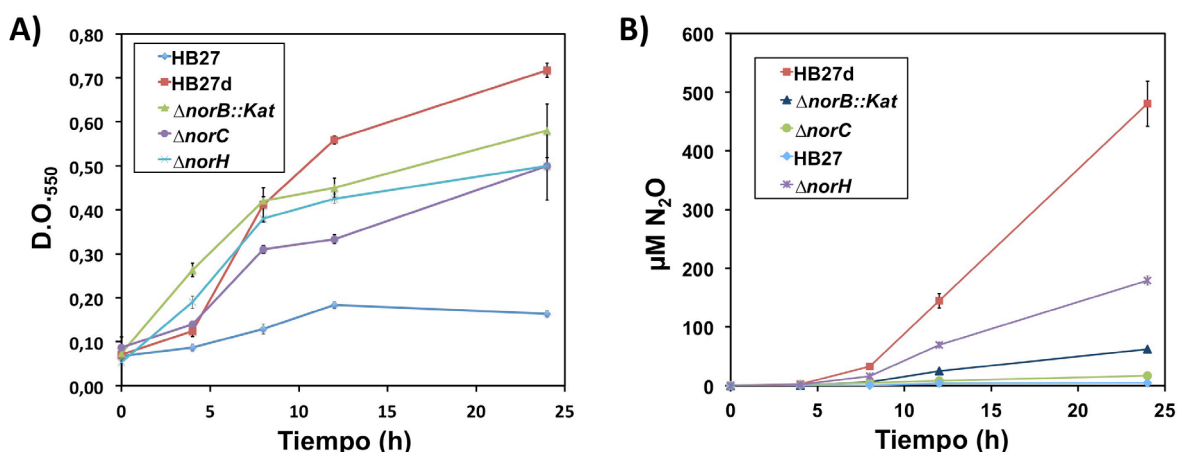 A)
0,80
0,70
0,60
0,50
0,40
0,30
0,20
0,10
0,00
D.O.550
HB27
HB27d
ΔnorB::Kat
ΔnorC
ΔnorH
0 5 10 15 20 25
Tiempo (h)
B)
600
500
400
300
200
100
0
µM N2O
HB27d
ΔnorB::Kat
ΔnorC
HB27
ΔnorH
0 5 10 15 20 25
Tiempo (h)